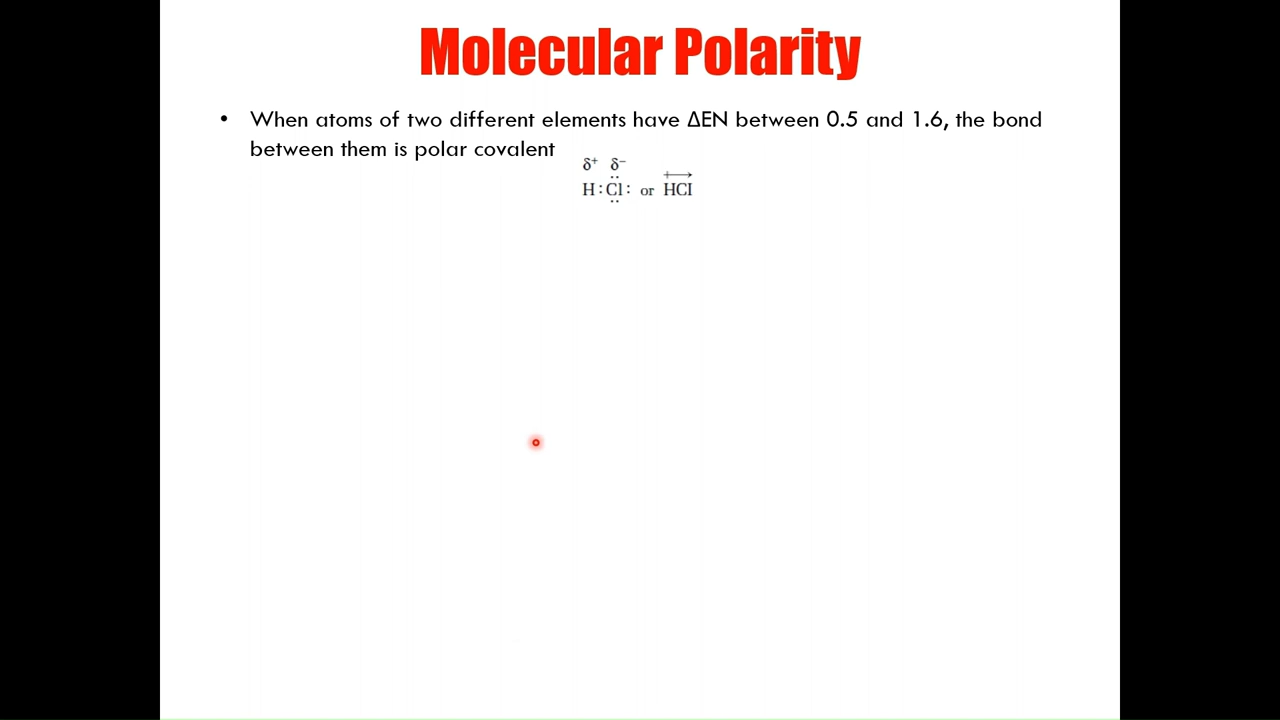 Molecular Polarity
• When atoms of two different elements have ΔEN between 0.5 and 1.6, the bond
between them is polar covalent
δ+ δ−
H:Cl: or HCl